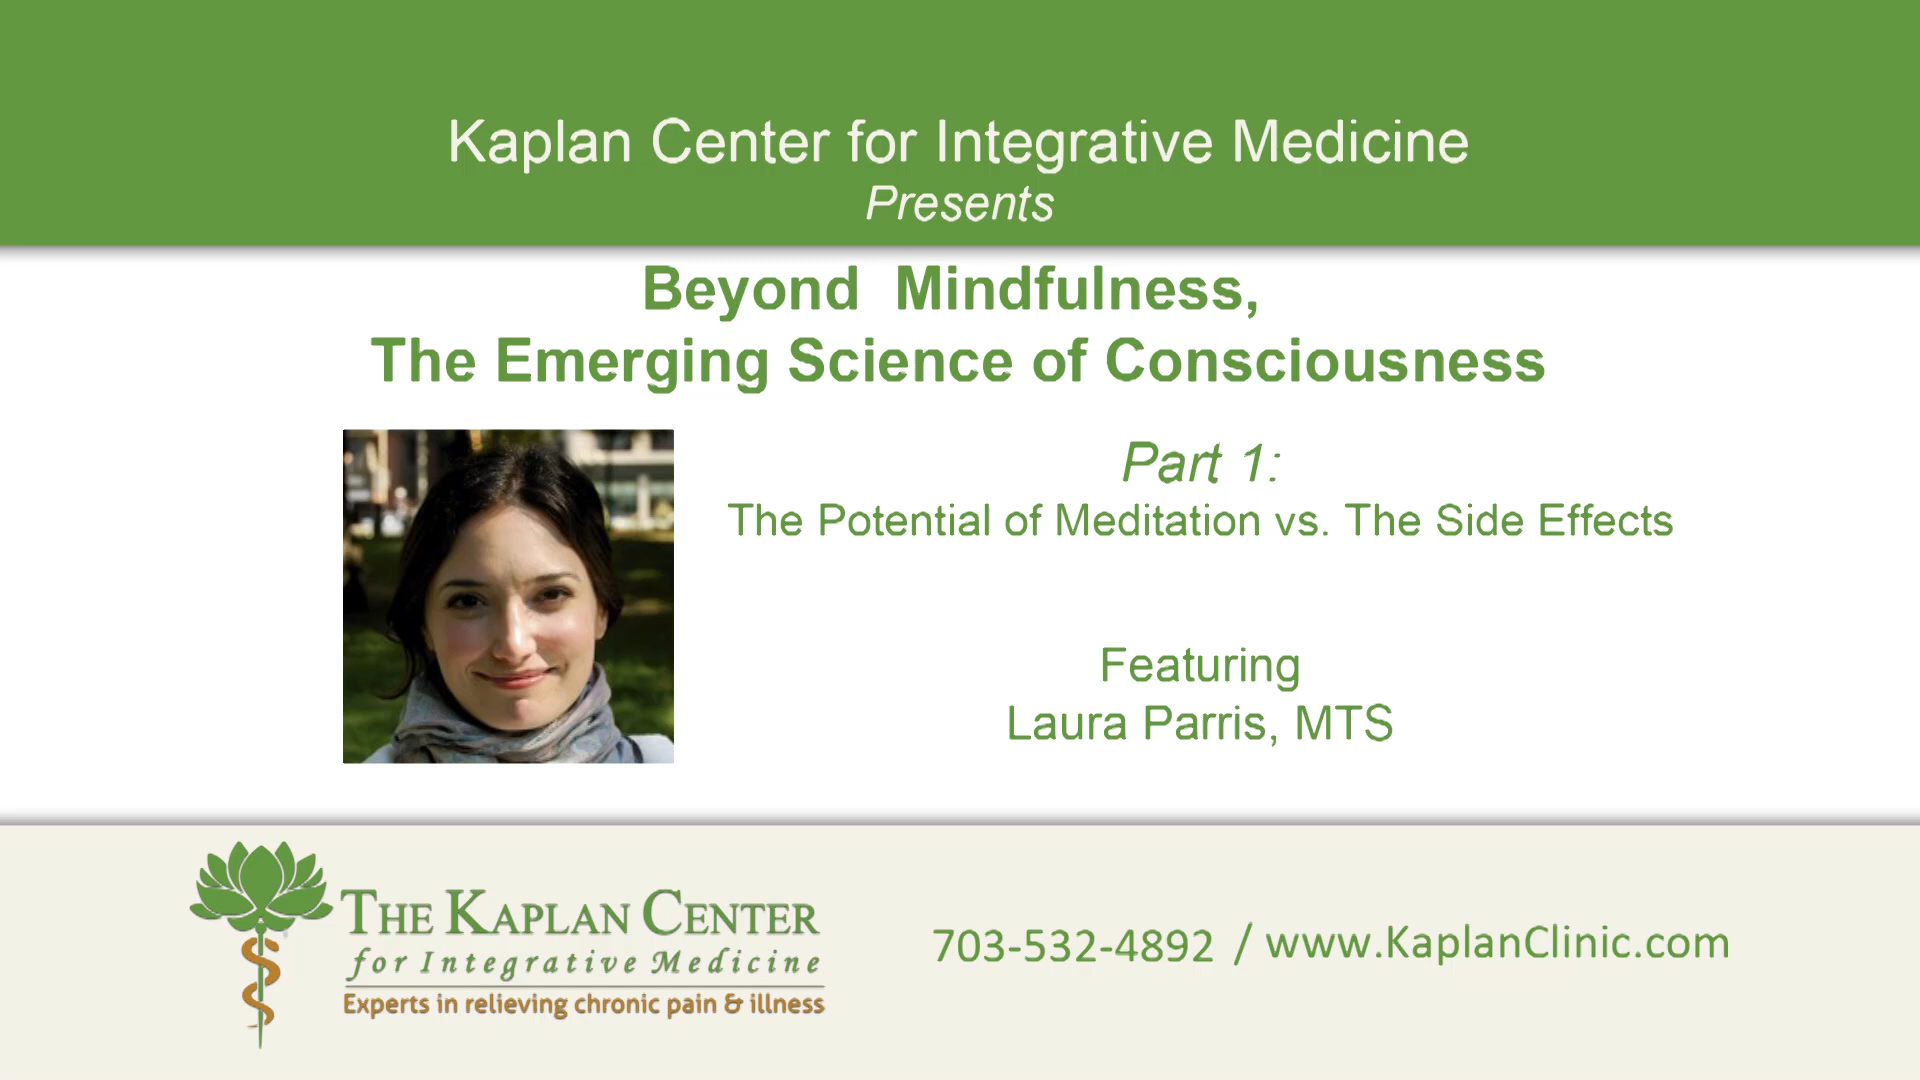 Kaplan Center for Integrative Medicine
Presents
Beyond Mindfulness,
The Emerging Science of Consciousness
Part 1:
The Potential of Meditation vs. The Side Effects
Featuring
Laura Parris, MTS
THE KAPLAN CENTER
for Integrative Medicine
Experts in relieving chronic pain & illness
703-532-4892 / www.KaplanClinic.com